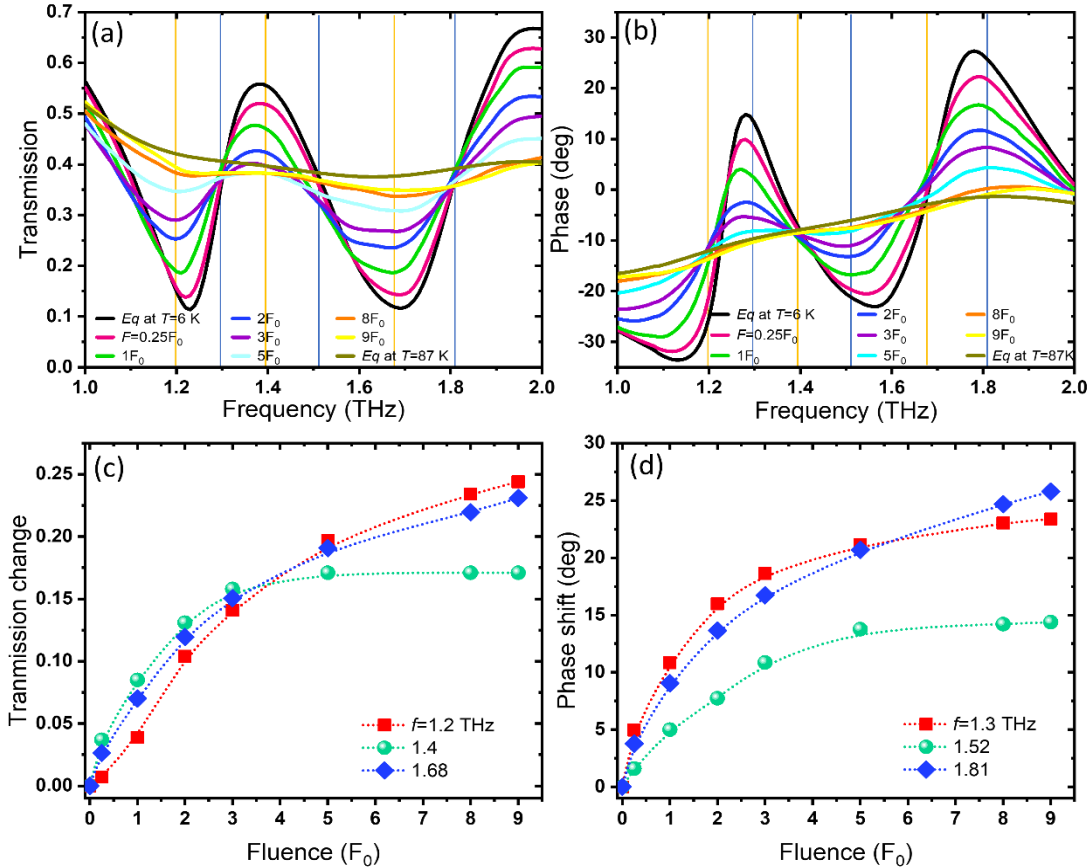 (a)
Transmission
0.7
0.6
0.5
0.4
0.3
0.2
0.1
0.0
Eq at T=6 K
F=0.25F₀
1F₀
2F₀
3F₀
5F₀
8F₀
9F₀
Eq at T=87 K
1.0 1.2 1.4 1.6 1.8 2.0
Frequency (THz)
(b)
Phase (deg)
35
30
20
10
0
-10
-20
-30
Eq at T=6 K
F=0.25F₀
1F₀
2F₀
3F₀
5F₀
8F₀
9F₀
Eq at T=87K
1.0 1.2 1.4 1.6 1.8 2.0
Frequency (THz)
(c)
Tranmission change
0.25
0.20
0.15
0.10
0.05
0.00
f=1.2 THz
1.4
1.68
0 1 2 3 4 5 6 7 8 9
Fluence (F₀)
(d)
Phase shift (deg)
30
25
20
15
10
5
0
f=1.3 THz
1.52
1.81
0 1 2 3 4 5 6 7 8 9
Fluence (F₀)